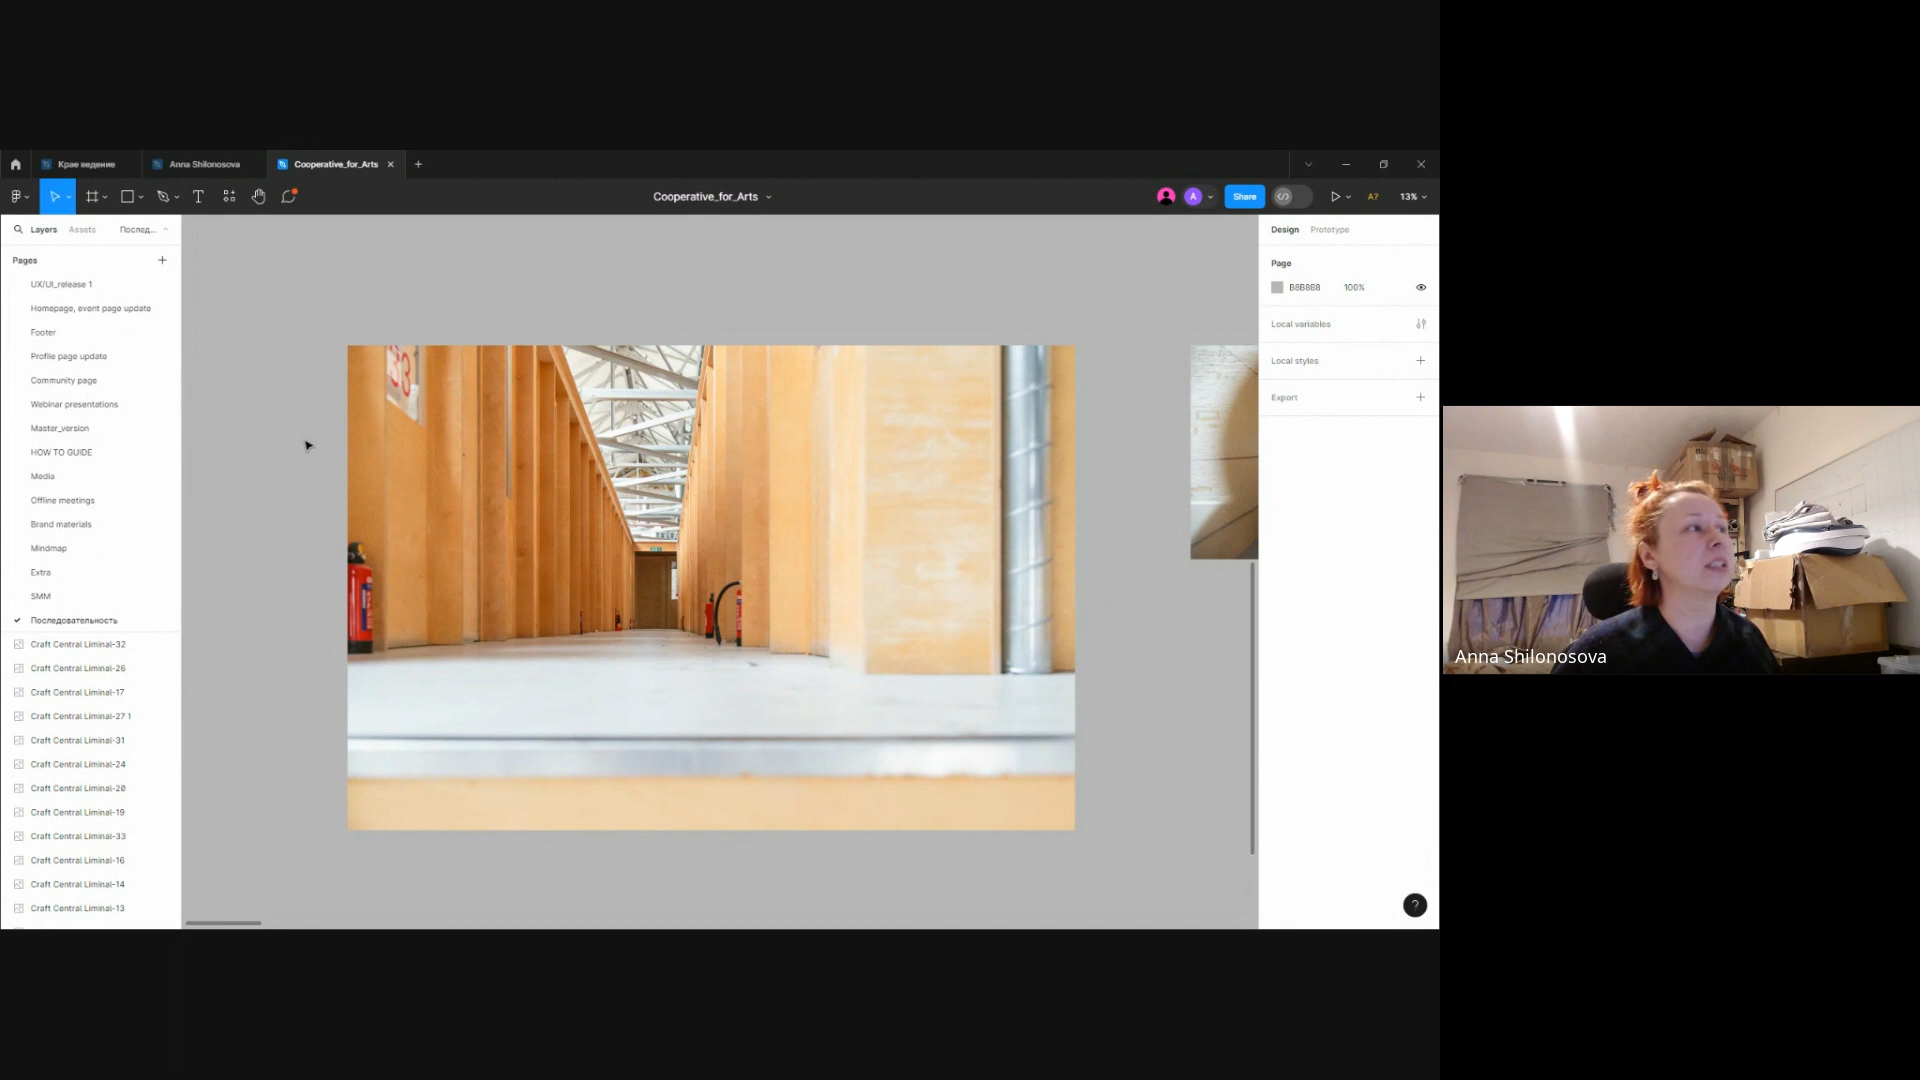 Крае ведение
Anna Shilonosova
Cooperative_for_Arts
Cooperative_for_Arts
A
Share
A?
13%
Layers
Assets
Послед...
Design
Prototype
Pages
Page
B8B8B8
100%
Local variables
Local styles
Export
UX/UI_release 1
Homepage, event page update
Footer
Profile page update
Community page
Webinar presentations
Master_version
HOW TO GUIDE
Media
Offline meetings
Brand materials
Mindmap
Extra
SMM
Последовательность
Craft Central Liminal-32
Craft Central Liminal-26
Craft Central Liminal-17
Craft Central Liminal-27 1
Craft Central Liminal-31
Craft Central Liminal-24
Craft Central Liminal-20
Craft Central Liminal-19
Craft Central Liminal-33
Craft Central Liminal-16
Craft Central Liminal-14
Craft Central Liminal-13
?
Anna Shilonosova